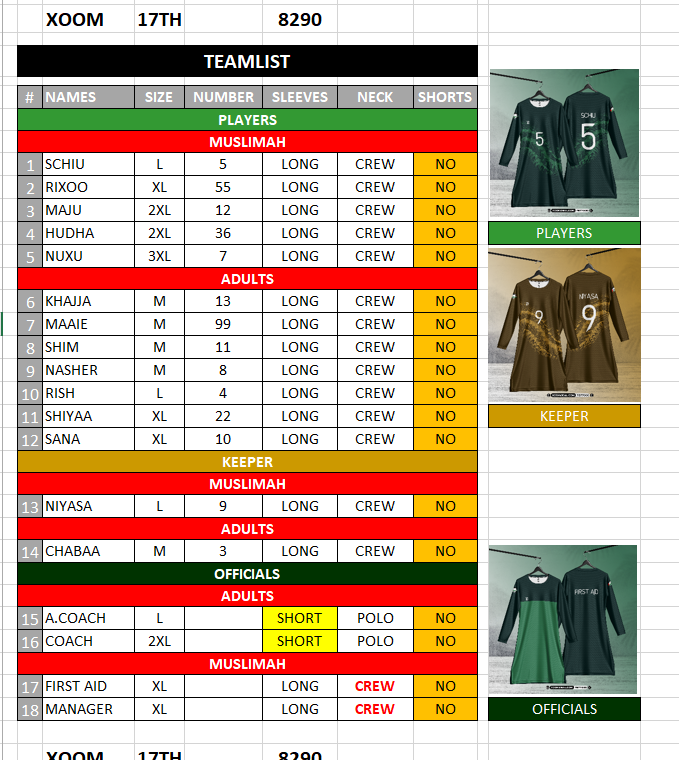 XOOM 17TH 8290
TEAMLIST
# NAMES SIZE NUMBER SLEEVES NECK SHORTS
PLAYERS
MUSLIMAH
1 SCHIU L 5 LONG CREW NO
2 RIXOO XL 55 LONG CREW NO
3 MAJU 2XL 12 LONG CREW NO
4 HUDHA 2XL 36 LONG CREW NO
5 NUXU 3XL 7 LONG CREW NO
ADULTS
6 KHAJJA M 13 LONG CREW NO
7 MAAIE M 99 LONG CREW NO
8 SHIM M 11 LONG CREW NO
9 NASHER M 8 LONG CREW NO
10 RISH L 4 LONG CREW NO
11 SHIYAA XL 22 LONG CREW NO
12 SANA XL 10 LONG CREW NO
KEEPER
MUSLIMAH
13 NIYASA L 9 LONG CREW NO
ADULTS
14 CHABAA M 3 LONG CREW NO
OFFICIALS
ADULTS
15 A.COACH L SHORT POLO NO
16 COACH 2XL SHORT POLO NO
MUSLIMAH
17 FIRST AID XL LONG CREW NO
18 MANAGER XL LONG CREW NO
XOOM 17TH 8290
SCHIU
5 5
PLAYERS
NIYASA
9 9
KEEPER
FIRST AID
OFFICIALS